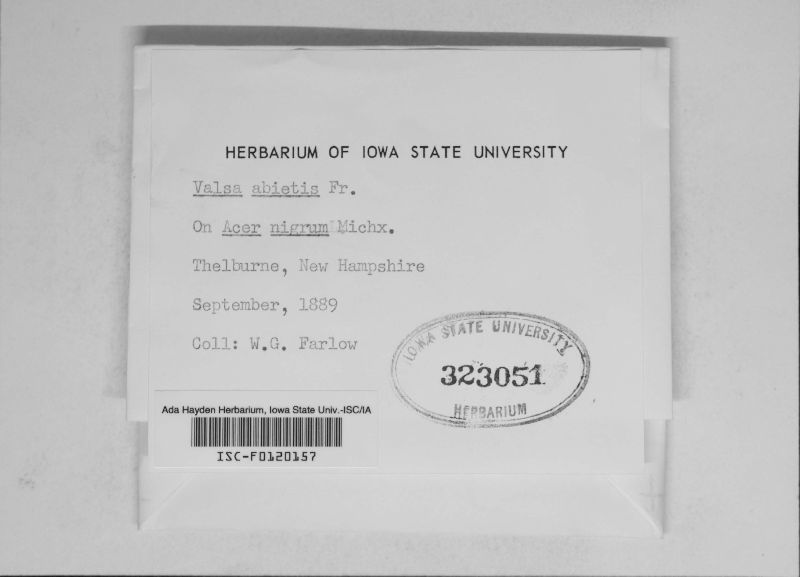 HERBARIUM OF IOWA STATE UNIVERSITY
Valsa abietis Fr.
On Acer nigrum Michx.
Thelburne, New Hampshire
September, 1889
Coll: W.G. Farlow
IOWA STATE UNIVERSITY
323051
HERBARIUM
Ada Hayden Herbarium, Iowa State Univ.-ISC/IA
ISC-F0120157